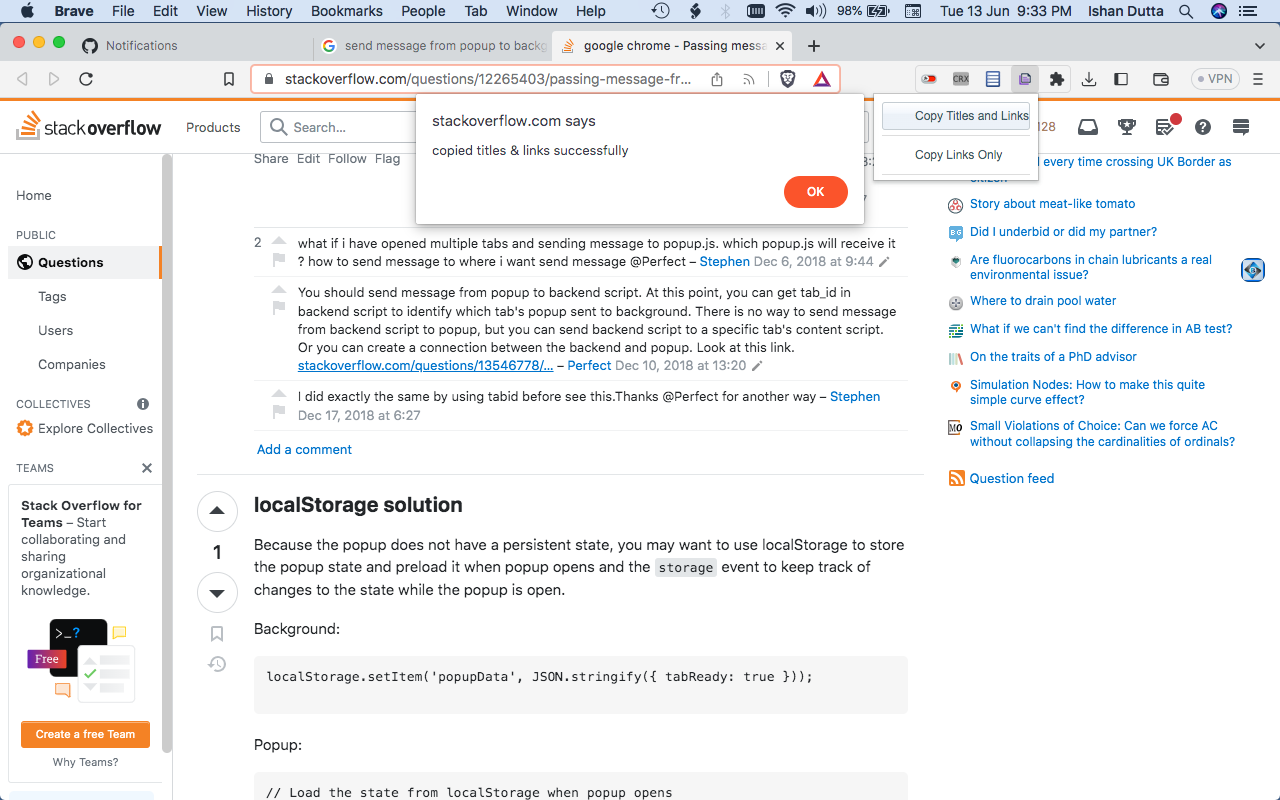 Brave File Edit View History Bookmarks People Tab Window Help 98% Tue 13 Jun 9:33 PM Ishan Dutta
Notifications
send message from popup to backg
google chrome - Passing messa
stackoverflow.com/questions/12265403/passing-message-fr...
CRX
VPN
stackoverflow
Products
Search...
128
stackoverflow.com says
copied titles & links successfully
OK
Copy Titles and Links
Copy Links Only
Home
PUBLIC
Questions
Tags
Users
Companies
COLLECTIVES
Explore Collectives
TEAMS
Stack Overflow for
Teams – Start
collaborating and
sharing
organizational
knowledge.
>_?
Free
Create a free Team
Why Teams?
Share Edit Follow Flag
2
what if i have opened multiple tabs and sending message to popup.js. which popup.js will receive it
? how to send message to where i want send message @Perfect – Stephen Dec 6, 2018 at 9:44
You should send message from popup to backend script. At this point, you can get tab_id in
backend script to identify which tab's popup sent to background. There is no way to send message
from backend script to popup, but you can send backend script to a specific tab's content script.
Or you can create a connection between the backend and popup. Look at this link.
stackoverflow.com/questions/13546778/... – Perfect Dec 10, 2018 at 13:20
I did exactly the same by using tabid before see this.Thanks @Perfect for another way – Stephen
Dec 17, 2018 at 6:27
Add a comment
1
localStorage solution
Because the popup does not have a persistent state, you may want to use localStorage to store
the popup state and preload it when popup opens and the storage event to keep track of
changes to the state while the popup is open.
Background:
localStorage.setItem('popupData', JSON.stringify({ tabReady: true }));
Popup:
// Load the state from localStorage when popup opens
every time crossing UK Border as
citizen
Story about meat-like tomato
B&G
Did I underbid or did my partner?
Are fluorocarbons in chain lubricants a real
environmental issue?
Where to drain pool water
What if we can't find the difference in AB test?
On the traits of a PhD advisor
Simulation Nodes: How to make this quite
simple curve effect?
MO
Small Violations of Choice: Can we force AC
without collapsing the cardinalities of ordinals?
Question feed